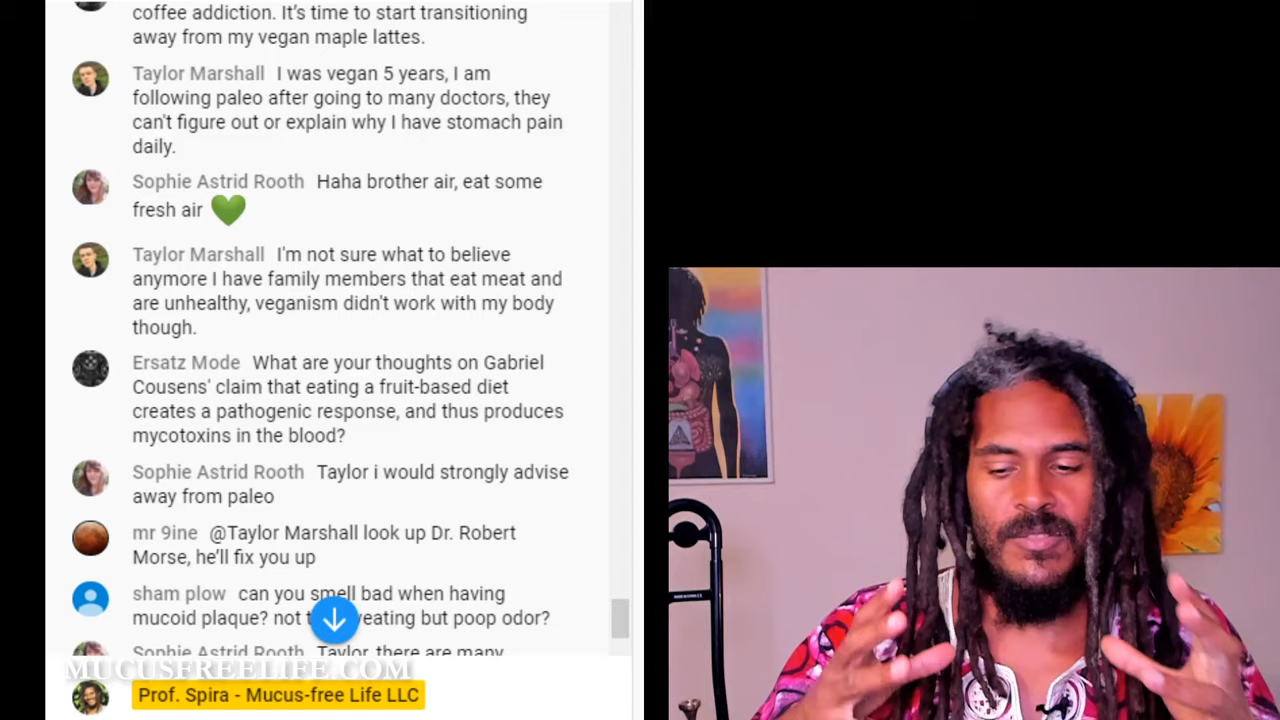 coffee addiction. It's time to start transitioning
away from my vegan maple lattes.
Taylor Marshall I was vegan 5 years, I am
following paleo after going to many doctors, they
can't figure out or explain why I have stomach pain
daily.
Sophie Astrid Rooth Haha brother air, eat some
fresh air 💚
Taylor Marshall I'm not sure what to believe
anymore I have family members that eat meat and
are unhealthy, veganism didn't work with my body
though.
Ersatz Mode What are your thoughts on Gabriel
Cousens' claim that eating a fruit-based diet
creates a pathogenic response, and thus produces
mycotoxins in the blood?
Sophie Astrid Rooth Taylor i would strongly advise
away from paleo
mr 9ine @Taylor Marshall look up Dr. Robert
Morse, he'll fix you up
sham plow can you smell bad when having
mucoid plaque? not eating but poop odor?
Sophie Astrid Rooth Taylor, there are many
MUCUSFREELIFE.COM
Prof. Spira - Mucus-free Life LLC